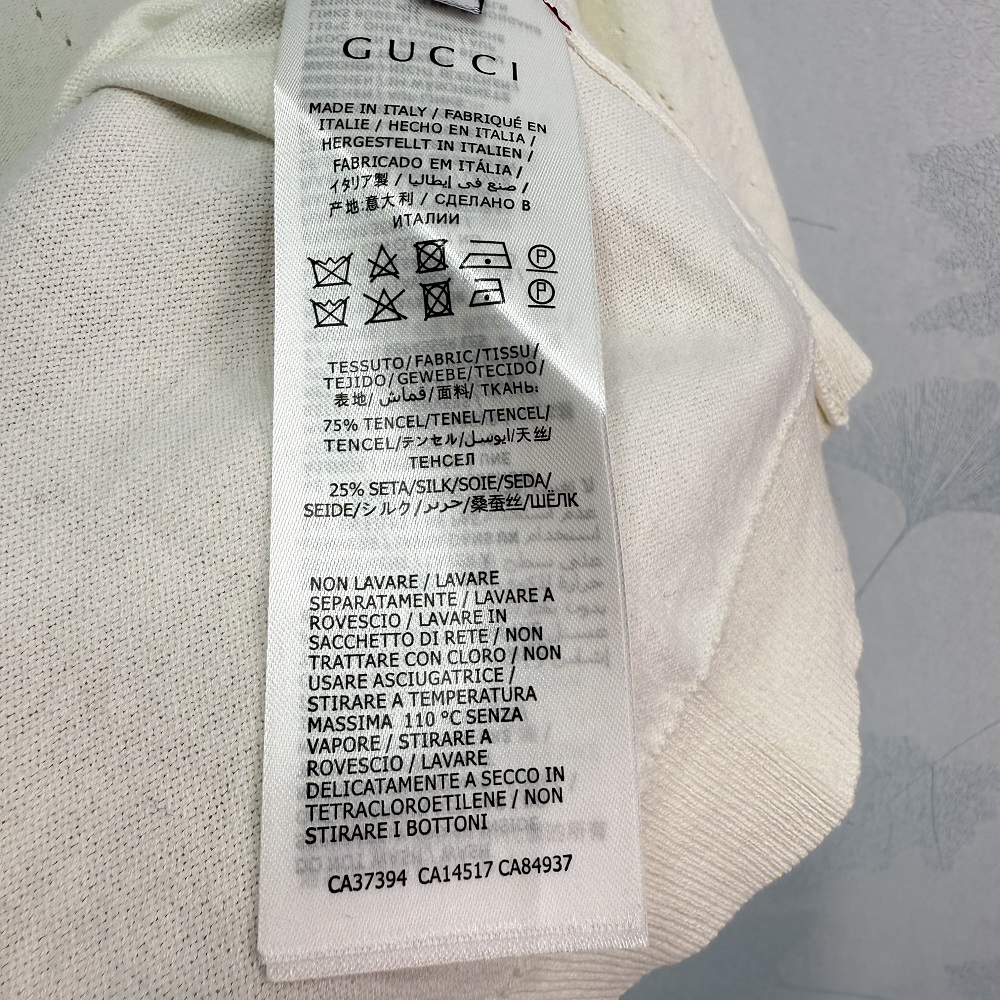 GUCCI
MADE IN ITALY / FABRIQUÉ EN
ITALIE / HECHO EN ITALIA /
HERGESTELLT IN ITALIEN /
FABRICADO EM ITÁLIA /
イタリア製 / صنع في إيطاليا /
产地:意大利 / СДЕЛАНО В
ИТАЛИИ
TESSUTO/FABRIC/TISSU/
TEJIDO/GEWEBE/TECIDO/
表地/ قماش/面料/ ТКАНЬ:
75% TENCEL/TENEL/TENCEL/
TENCEL/テンセル/ليوسل/天丝/
ТЕНСЕЛ
25% SETA/SILK/SOIE/SEDA/
SEIDE/シルク/حرير/桑蚕丝/ШЁЛК
NON LAVARE / LAVARE
SEPARATAMENTE / LAVARE A
ROVESCIO / LAVARE IN
SACCHETTO DI RETE / NON
TRATTARE CON CLORO / NON
USARE ASCIUGATRICE /
STIRARE A TEMPERATURA
MASSIMA 110 °C SENZA
VAPORE / STIRARE A
ROVESCIO / LAVARE
DELICATAMENTE A SECCO IN
TETRACLOROETILENE / NON
STIRARE I BOTTONI
CA37394 CA14517 CA84937